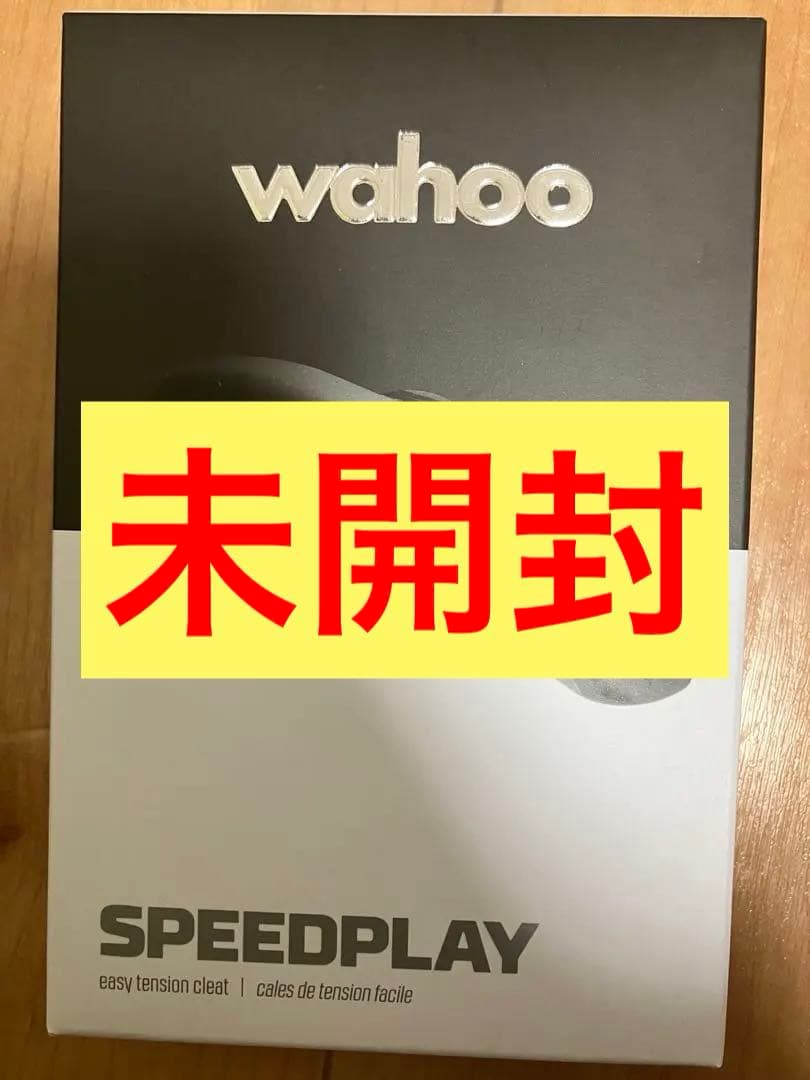 wahoo
未開封
SPEEDPLAY
easy tension cleat | cales de tension facile